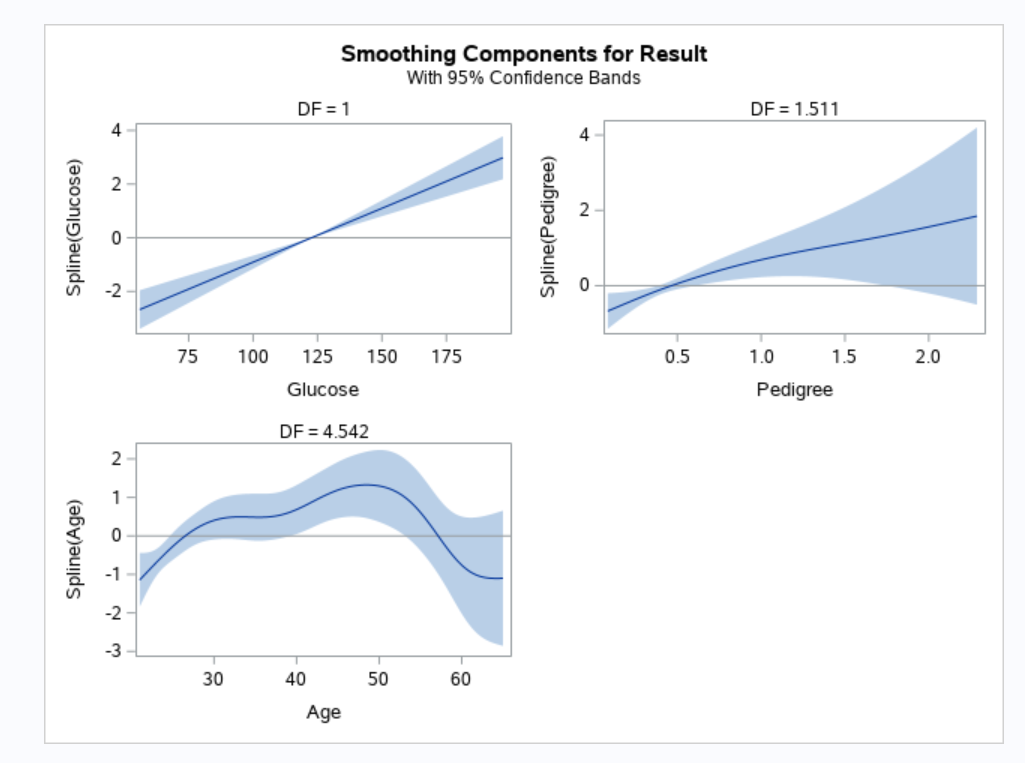 Smoothing Components for Result
With 95% Confidence Bands
DF = 1
4
2
0
-2
Spline(Glucose)
75 100 125 150 175
Glucose
DF = 1.511
4
2
0
Spline(Pedigree)
0.5 1.0 1.5 2.0
Pedigree
DF = 4.542
2
1
0
-1
-2
-3
Spline(Age)
30 40 50 60
Age